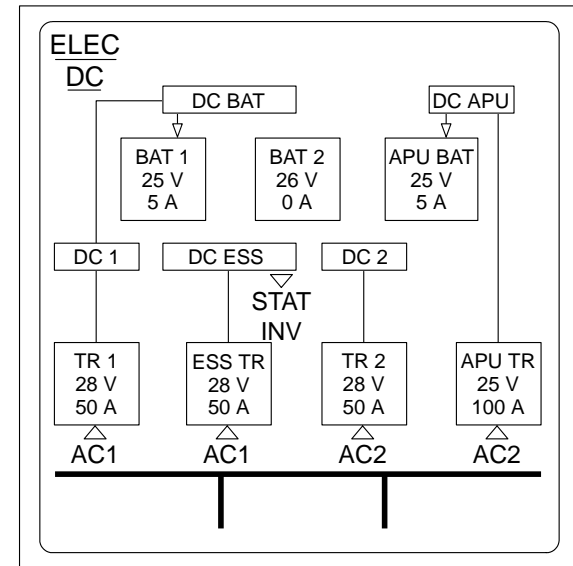 ELEC
DC
DC BAT
DC APU
BAT 1
25 V
5 A
BAT 2
26 V
0 A
APU BAT
25 V
5 A
DC 1
DC ESS
DC 2
STAT
INV
TR 1
28 V
50 A
ESS TR
28 V
50 A
TR 2
28 V
50 A
APU TR
25 V
100 A
AC1
AC1
AC2
AC2